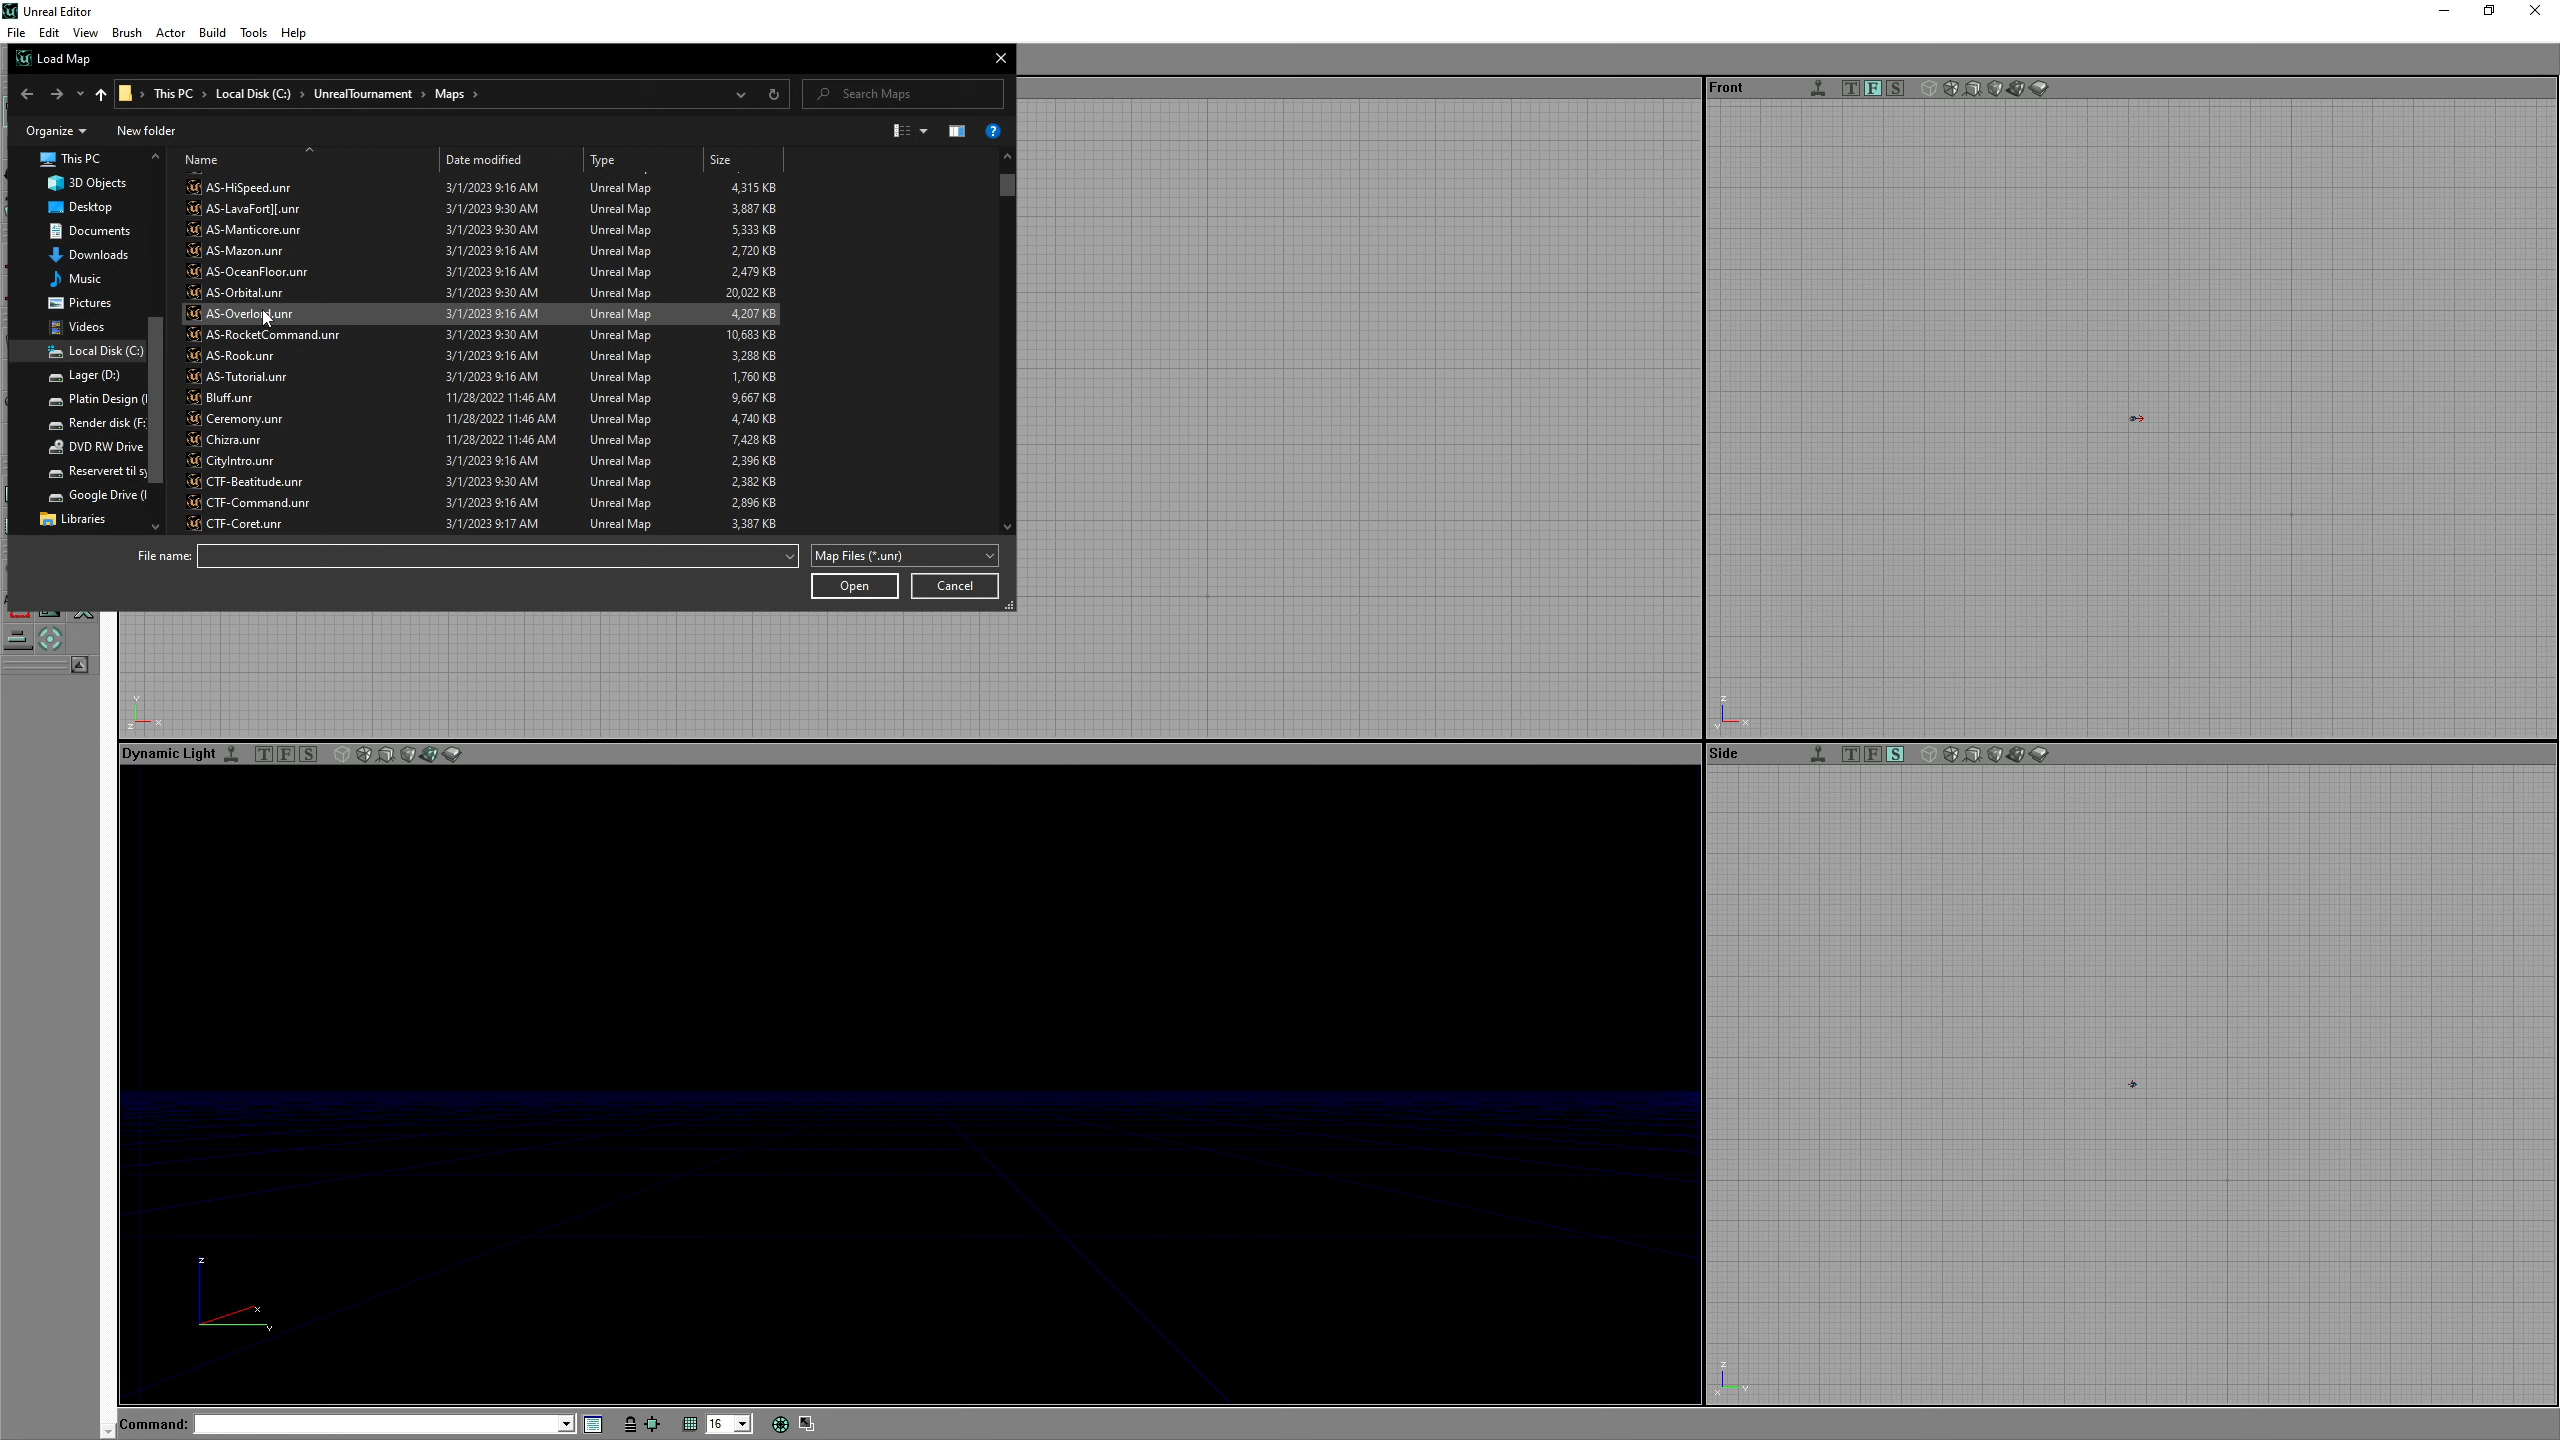 Unreal Editor
File Edit View Brush Actor Build Tools Help
Load Map
This PC Local Disk (C:) UnrealTournament Maps
Search Maps
Organize New folder
Name Date modified Type Size
AS-HiSpeed.unr 3/1/2023 9:16 AM Unreal Map 4,315 KB
AS-LavaFort][.unr 3/1/2023 9:30 AM Unreal Map 3,887 KB
AS-Manticore.unr 3/1/2023 9:30 AM Unreal Map 5,333 KB
AS-Mazon.unr 3/1/2023 9:16 AM Unreal Map 2,720 KB
AS-OceanFloor.unr 3/1/2023 9:16 AM Unreal Map 2,479 KB
AS-Orbital.unr 3/1/2023 9:30 AM Unreal Map 20,022 KB
AS-Overlord.unr 3/1/2023 9:16 AM Unreal Map 4,207 KB
AS-RocketCommand.unr 3/1/2023 9:30 AM Unreal Map 10,683 KB
AS-Rook.unr 3/1/2023 9:16 AM Unreal Map 3,288 KB
AS-Tutorial.unr 3/1/2023 9:16 AM Unreal Map 1,760 KB
Bluff.unr 11/28/2022 11:46 AM Unreal Map 9,667 KB
Ceremony.unr 11/28/2022 11:46 AM Unreal Map 4,740 KB
Chizra.unr 11/28/2022 11:46 AM Unreal Map 7,428 KB
CityIntro.unr 3/1/2023 9:16 AM Unreal Map 2,396 KB
CTF-Beatitude.unr 3/1/2023 9:30 AM Unreal Map 2,382 KB
CTF-Command.unr 3/1/2023 9:16 AM Unreal Map 2,896 KB
CTF-Coret.unr 3/1/2023 9:17 AM Unreal Map 3,387 KB
This PC
3D Objects
Desktop
Documents
Downloads
Music
Pictures
Videos
Local Disk (C:)
Lager (D:)
Platin Design (
Render disk (F:
DVD RW Drive
Reserveret til sy
Google Drive (
Libraries
File name: Map Files (*.unr)
Open Cancel
Front T F S
Z
Y X
Y
Z X
Dynamic Light T F S
Z
X
Y
Side T F S
Z
X Y
Command: 16